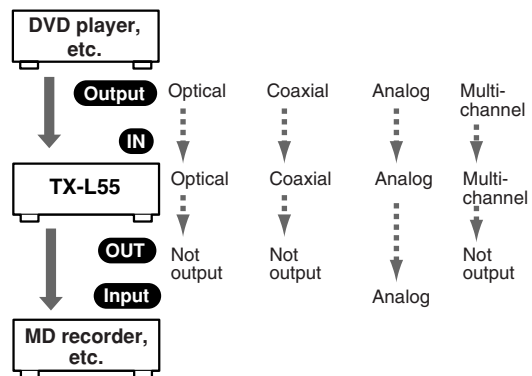 DVD player,
etc.
Output
Optical
Coaxial
Analog
Multi-
channel
IN
TX-L55
Optical
Coaxial
Analog
Multi-
channel
OUT
Not
output
Not
output
Not
output
Input
Analog
MD recorder,
etc.